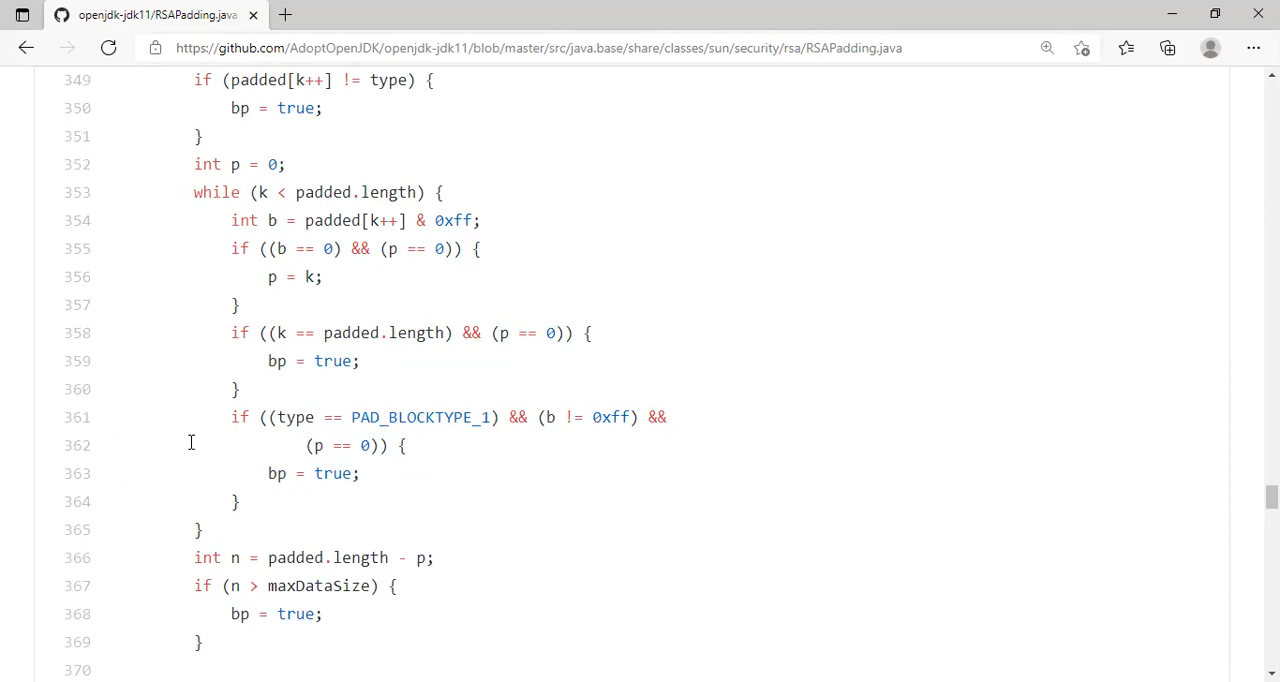 openjdk-jdk11/RSAPadding.java
https://github.com/AdoptOpenJDK/openjdk-jdk11/blob/master/src/java.base/share/classes/sun/security/rsa/RSAPadding.java
349 if (padded[k++] != type) {
350 bp = true;
351 }
352 int p = 0;
353 while (k < padded.length) {
354 int b = padded[k++] & 0xff;
355 if ((b == 0) && (p == 0)) {
356 p = k;
357 }
358 if ((k == padded.length) && (p == 0)) {
359 bp = true;
360 }
361 if ((type == PAD_BLOCKTYPE_1) && (b != 0xff) &&
362 (p == 0)) {
363 bp = true;
364 }
365 }
366 int n = padded.length - p;
367 if (n > maxDataSize) {
368 bp = true;
369 }
370